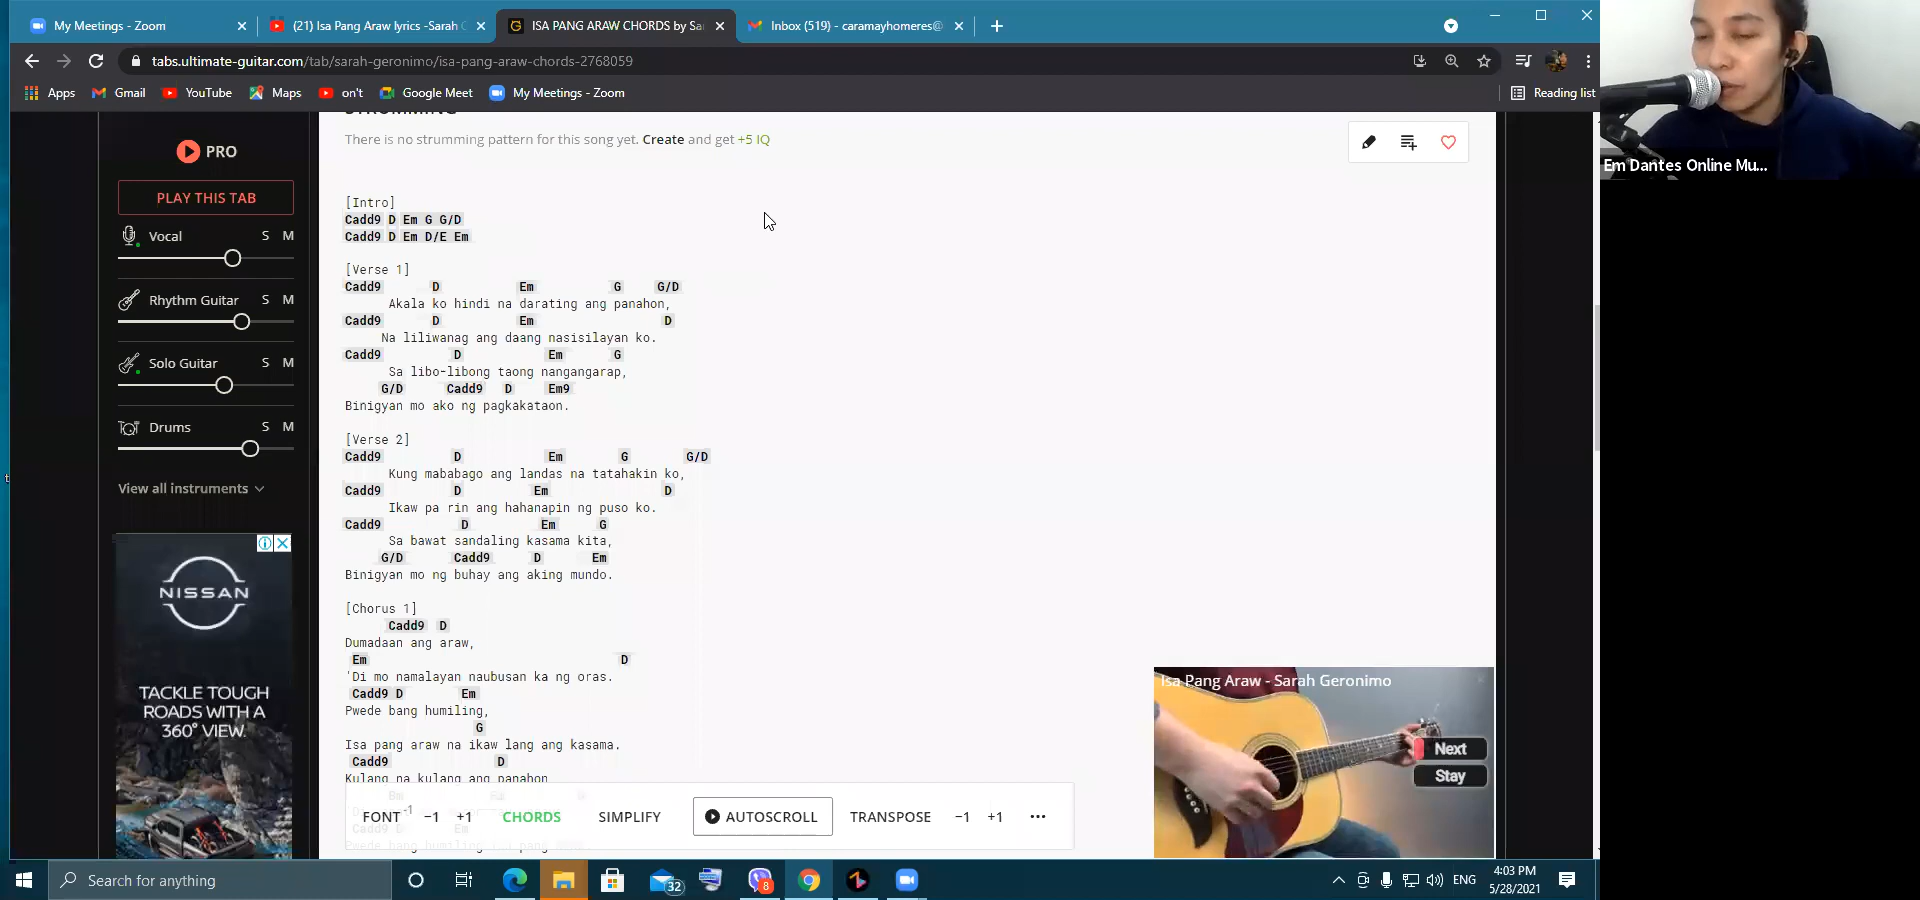 My Meetings - Zoom
(21) Isa Pang Araw lyrics -Sarah G
ISA PANG ARAW CHORDS by Sar
Inbox (519) - caramayhomeres@
tabs.ultimate-guitar.com/tab/sarah-geronimo/isa-pang-araw-chords-2768059
Apps
Gmail
YouTube
Maps
on't
Google Meet
My Meetings - Zoom
Reading list
Em Dantes Online Mu...
STRUMMING
There is no strumming pattern for this song yet. Create and get +5 IQ
PRO
PLAY THIS TAB
Vocal S M
Rhythm Guitar S M
Solo Guitar S M
Drums S M
View all instruments
NISSAN
TACKLE TOUGH
ROADS WITH A
360° VIEW.
[Intro]
Cadd9 D Em G G/D
Cadd9 D Em D/E Em
[Verse 1]
Cadd9 D Em G G/D
Akala ko hindi na darating ang panahon,
Cadd9 D Em D
Na liliwanag ang daang nasisilayan ko.
Cadd9 D Em G
Sa libo-libong taong nangangarap,
G/D Cadd9 D Em9
Binigyan mo ako ng pagkakataon.
[Verse 2]
Cadd9 D Em G G/D
Kung mababago ang landas na tatahakin ko,
Cadd9 D Em D
Ikaw pa rin ang hahanapin ng puso ko.
Cadd9 D Em G
Sa bawat sandaling kasama kita,
G/D Cadd9 D Em
Binigyan mo ng buhay ang aking mundo.
[Chorus 1]
Cadd9 D
Dumadaan ang araw,
Em D
'Di mo namalayan naubusan ka ng oras.
Cadd9 D Em
Pwede bang humiling,
G
Isa pang araw na ikaw lang ang kasama.
Cadd9 D
Kulang na kulang ang panahon
FONT -1 −1 +1 CHORDS SIMPLIFY AUTOSCROLL TRANSPOSE −1 +1
Isa Pang Araw - Sarah Geronimo
Next
Stay
Search for anything
32
8
ENG
4:03 PM
5/28/2021